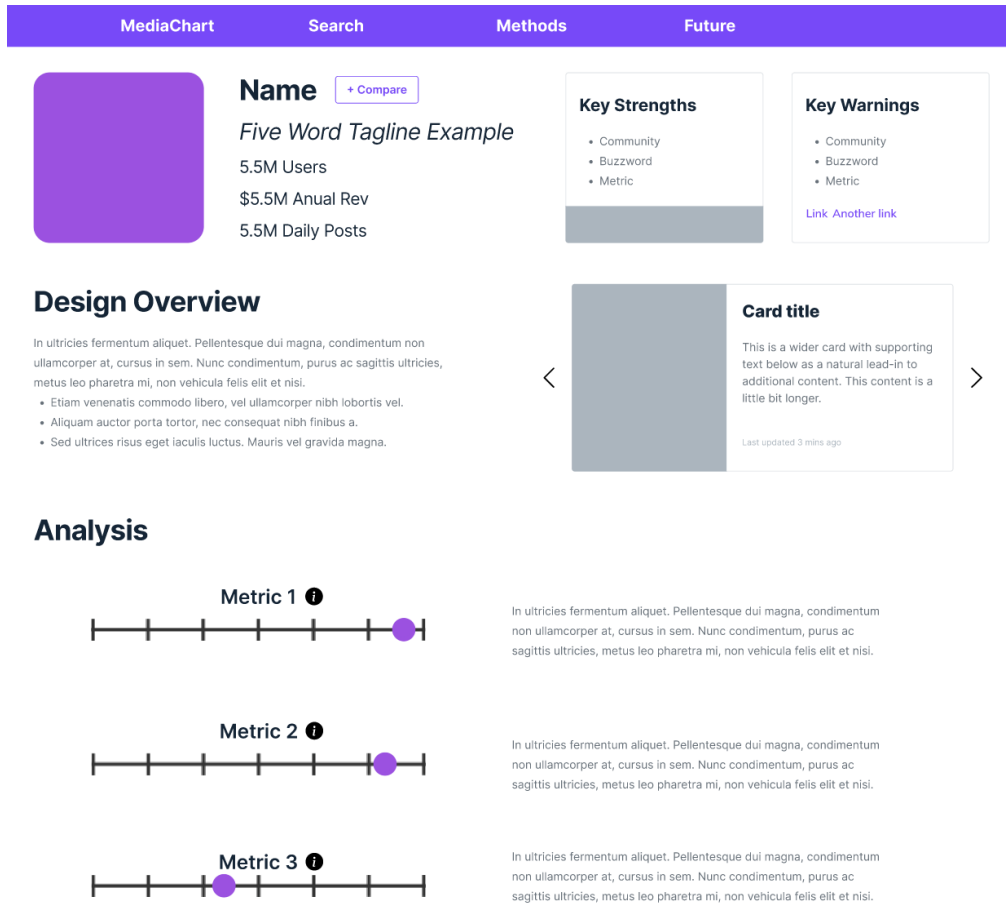 MediaChart Search Methods Future
Name + Compare
Five Word Tagline Example
5.5M Users
$5.5M Anual Rev
5.5M Daily Posts
Key Strengths
Community
Buzzword
Metric
Key Warnings
Community
Buzzword
Metric
Link Another link
Design Overview
In ultricies fermentum aliquet. Pellentesque dui magna, condimentum non
ullamcorper at, cursus in sem. Nunc condimentum, purus ac sagittis ultricies,
metus leo pharetra mi, non vehicula felis elit et nisi.
Etiam venenatis commodo libero, vel ullamcorper nibh lobortis vel.
Aliquam auctor porta tortor, nec consequat nibh finibus a.
Sed ultrices risus eget iaculis luctus. Mauris vel gravida magna.
Card title
This is a wider card with supporting
text below as a natural lead-in to
additional content. This content is a
little bit longer.
Last updated 3 mins ago
Analysis
Metric 1 i
In ultricies fermentum aliquet. Pellentesque dui magna, condimentum
non ullamcorper at, cursus in sem. Nunc condimentum, purus ac
sagittis ultricies, metus leo pharetra mi, non vehicula felis elit et nisi.
Metric 2 i
In ultricies fermentum aliquet. Pellentesque dui magna, condimentum
non ullamcorper at, cursus in sem. Nunc condimentum, purus ac
sagittis ultricies, metus leo pharetra mi, non vehicula felis elit et nisi.
Metric 3 i
In ultricies fermentum aliquet. Pellentesque dui magna, condimentum
non ullamcorper at, cursus in sem. Nunc condimentum, purus ac
sagittis ultricies, metus leo pharetra mi, non vehicula felis elit et nisi.